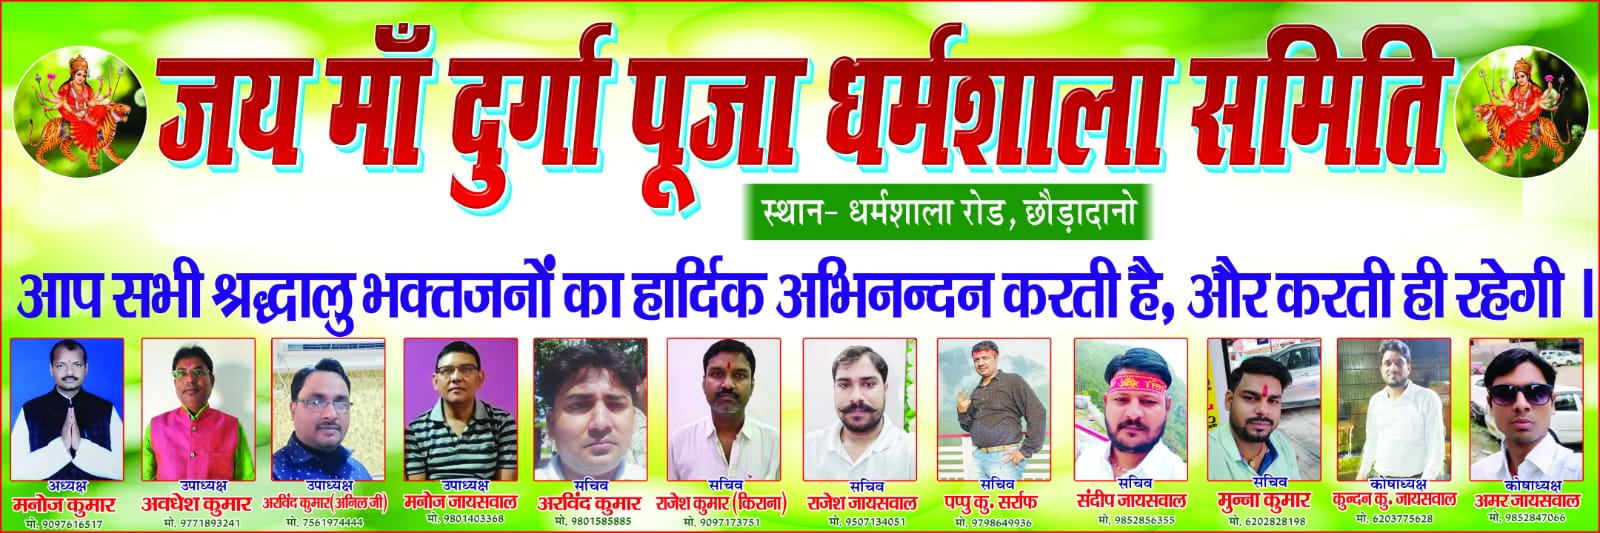 जय माँ दुर्गा पूजा धर्मशाला समिति
स्थान- धर्मशाला रोड, छौड़ादानो
आप सभी श्रद्धालु भक्तजनों का हार्दिक अभिनन्दन करती है, और करती ही रहेगी ।
अध्यक्ष
मनोज कुमार
मो. 9097616517
उपाध्यक्ष
अवधेश कुमार
मो. 9771893241
उपाध्यक्ष
अरविंद कुमार(अनिल जी)
मो. 7561974444
उपाध्यक्ष
मनोज जायसवाल
मो. 9801403368
सचिव
अरविंद कुमार
मो. 9801585885
सचिव
राजेश कुमार (किराना)
मो. 9097173751
सचिव
राजेश जायसवाल
मो. 9507134051
सचिव
पप्पु कु. सर्राफ
मो. 9798649936
सचिव
संदीप जायसवाल
मो. 9852856355
सचिव
मुन्ना कुमार
मो. 6202828198
कोषाध्यक्ष
कुन्दन कु. जायसवाल
मो. 6203775628
कोषाध्यक्ष
अमर जायसवाल
मो. 9852847066